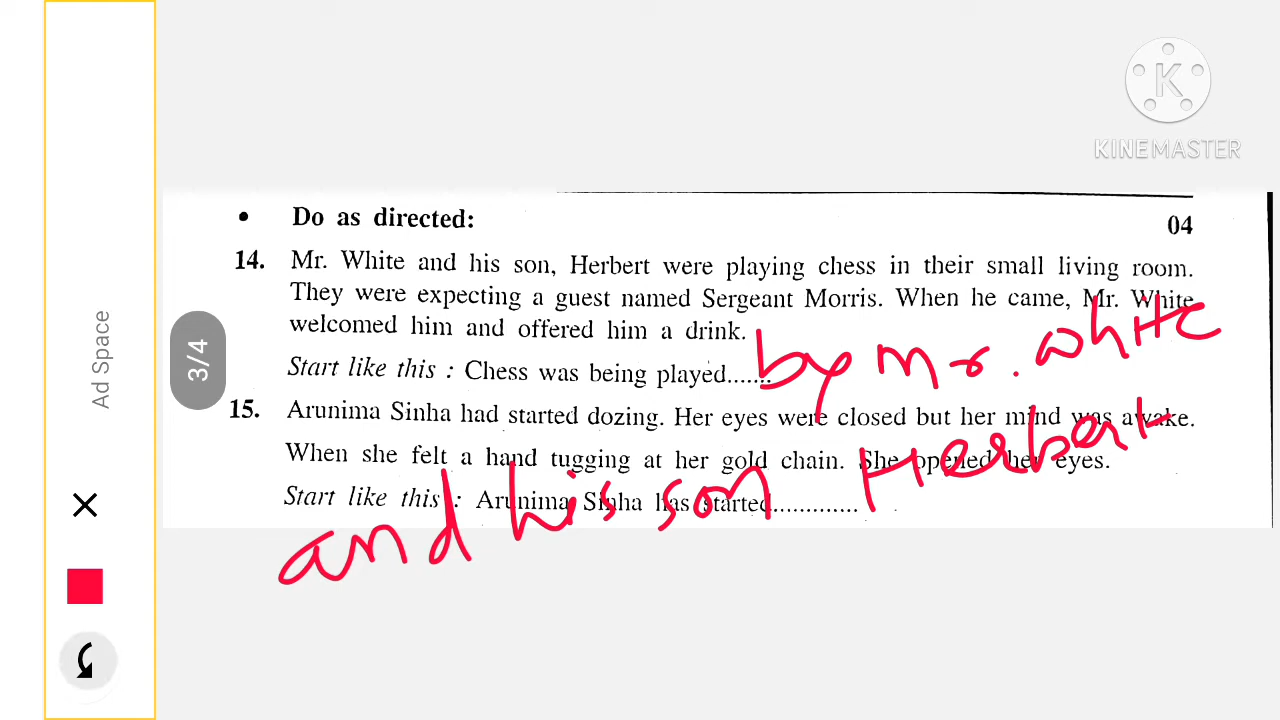 KINEMASTER
Ad Space
3/4
• Do as directed: 04
14. Mr. White and his son, Herbert were playing chess in their small living room.
They were expecting a guest named Sergeant Morris. When he came, Mr. White
welcomed him and offered him a drink.
Start like this : Chess was being played.......
by Mr. White
15. Arunima Sinha had started dozing. Her eyes were closed but her mind was awake.
When she felt a hand tugging at her gold chain. She opened her eyes.
Start like this : Arunima Sinha has started.............
and his son Herbert